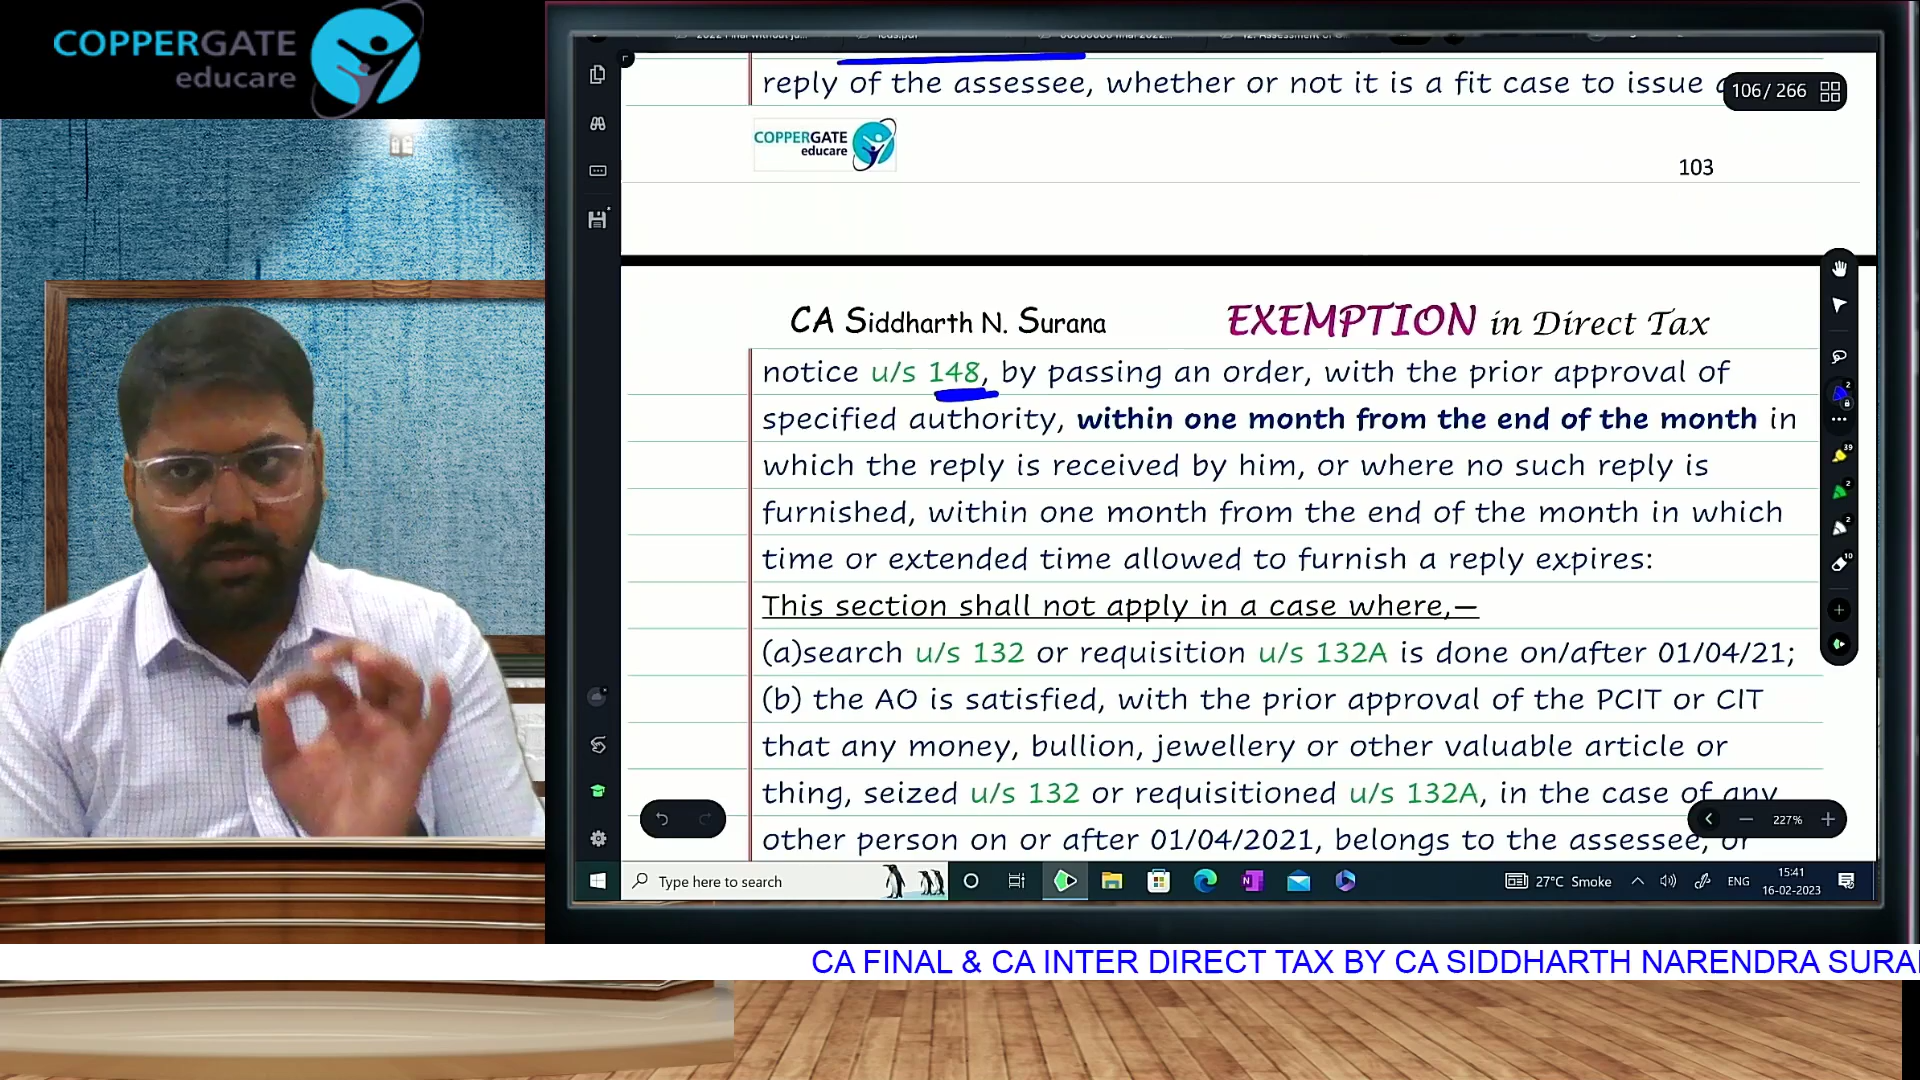 COPPERGATE
educare
reply of the assessee, whether or not it is a fit case to issue
106 / 266
COPPERGATE
educare
103
CA Siddharth N. Surana
EXEMPTION in Direct Tax
notice u/s 148, by passing an order, with the prior approval of
specified authority, within one month from the end of the month in
which the reply is received by him, or where no such reply is
furnished, within one month from the end of the month in which
time or extended time allowed to furnish a reply expires:
This section shall not apply in a case where,—
(a)search u/s 132 or requisition u/s 132A is done on/after 01/04/21;
(b) the AO is satisfied, with the prior approval of the PCIT or CIT
that any money, bullion, jewellery or other valuable article or
thing, seized u/s 132 or requisitioned u/s 132A, in the case of any
other person on or after 01/04/2021, belongs to the assessee, or
227%
Type here to search
27°C Smoke
ENG
15:41
16-02-2023
CA FINAL & CA INTER DIRECT TAX BY CA SIDDHARTH NARENDRA